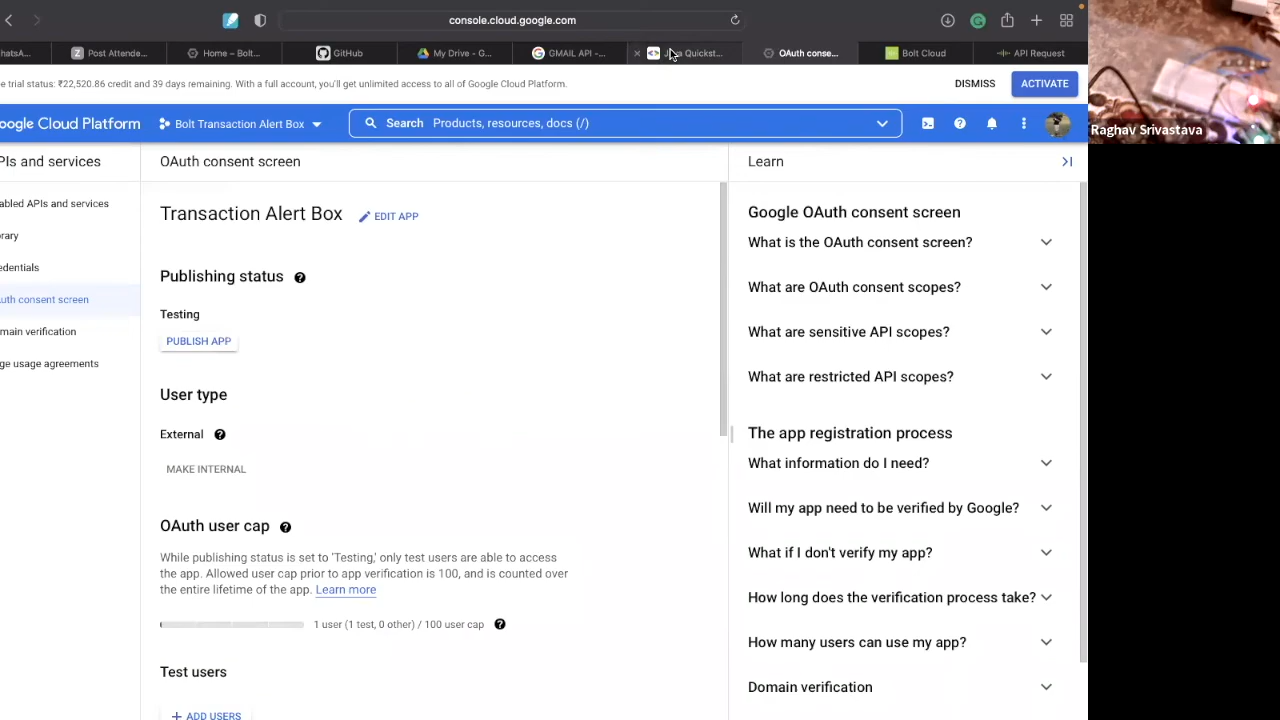 console.cloud.google.com
hatsA...
Post Attende...
Home – Bolt...
GitHub
My Drive - G...
GMAIL API -...
Quickst...
OAuth conse...
Bolt Cloud
API Request
e trial status: ₹22,520.86 credit and 39 days remaining. With a full account, you'll get unlimited access to all of Google Cloud Platform.
DISMISS
ACTIVATE
oogle Cloud Platform
Bolt Transaction Alert Box
Search Products, resources, docs (/)
Raghav Srivastava
PIs and services
abled APIs and services
rary
edentials
uth consent screen
main verification
ge usage agreements
OAuth consent screen
Transaction Alert Box
EDIT APP
Publishing status
Testing
PUBLISH APP
User type
External
MAKE INTERNAL
OAuth user cap
While publishing status is set to 'Testing,' only test users are able to access
the app. Allowed user cap prior to app verification is 100, and is counted over
the entire lifetime of the app. Learn more
1 user (1 test, 0 other) / 100 user cap
Test users
+ ADD USERS
Learn
Google OAuth consent screen
What is the OAuth consent screen?
What are OAuth consent scopes?
What are sensitive API scopes?
What are restricted API scopes?
The app registration process
What information do I need?
Will my app need to be verified by Google?
What if I don't verify my app?
How long does the verification process take?
How many users can use my app?
Domain verification